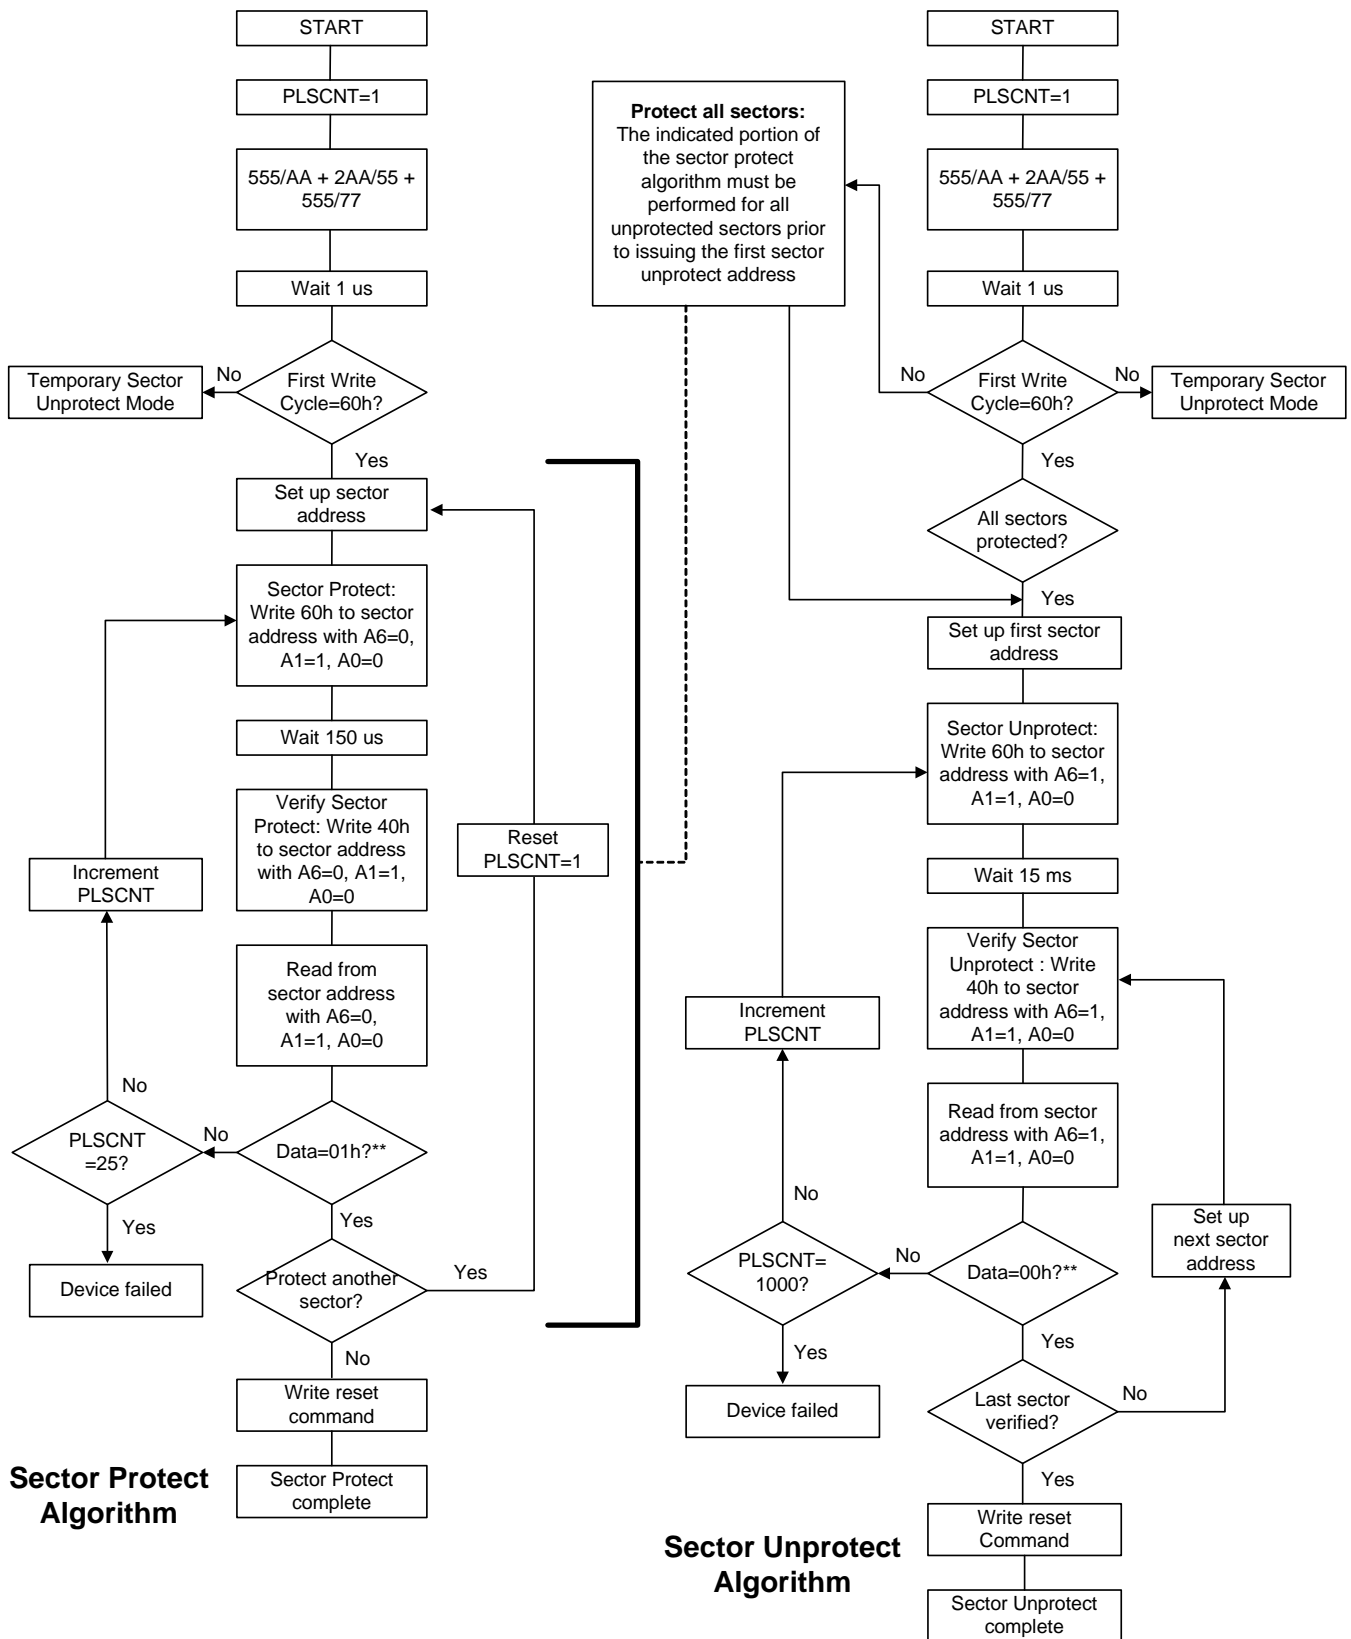 START
PLSCNT=1
555/AA + 2AA/55 +
555/77
Wait 1 us
First Write
Cycle=60h?
No
Temporary Sector
Unprotect Mode
Yes
Set up sector
address
Sector Protect:
Write 60h to sector
address with A6=0,
A1=1, A0=0
Wait 150 us
Verify Sector
Protect: Write 40h
to sector address
with A6=0, A1=1,
A0=0
Reset
PLSCNT=1
Increment
PLSCNT
Read from
sector address
with A6=0,
A1=1, A0=0
No
PLSCNT
=25?
No
Data=01h?**
Yes
Yes
Device failed
Protect another
sector?
Yes
No
Write reset
command
Sector Protect
complete
Sector Protect
Algorithm
Protect all sectors:
The indicated portion of
the sector protect
algorithm must be
performed for all
unprotected sectors prior
to issuing the first sector
unprotect address
START
PLSCNT=1
555/AA + 2AA/55 +
555/77
Wait 1 us
No
First Write
Cycle=60h?
No
Temporary Sector
Unprotect Mode
Yes
All sectors
protected?
Yes
Set up first sector
address
Sector Unprotect:
Write 60h to sector
address with A6=1,
A1=1, A0=0
Wait 15 ms
Verify Sector
Unprotect : Write
40h to sector
address with A6=1,
A1=1, A0=0
Increment
PLSCNT
Read from sector
address with A6=1,
A1=1, A0=0
No
PLSCNT=
1000?
No
Data=00h?**
Set up
next sector
address
Yes
Yes
Device failed
Last sector
verified?
No
Yes
Write reset
Command
Sector Unprotect
complete
Sector Unprotect
Algorithm